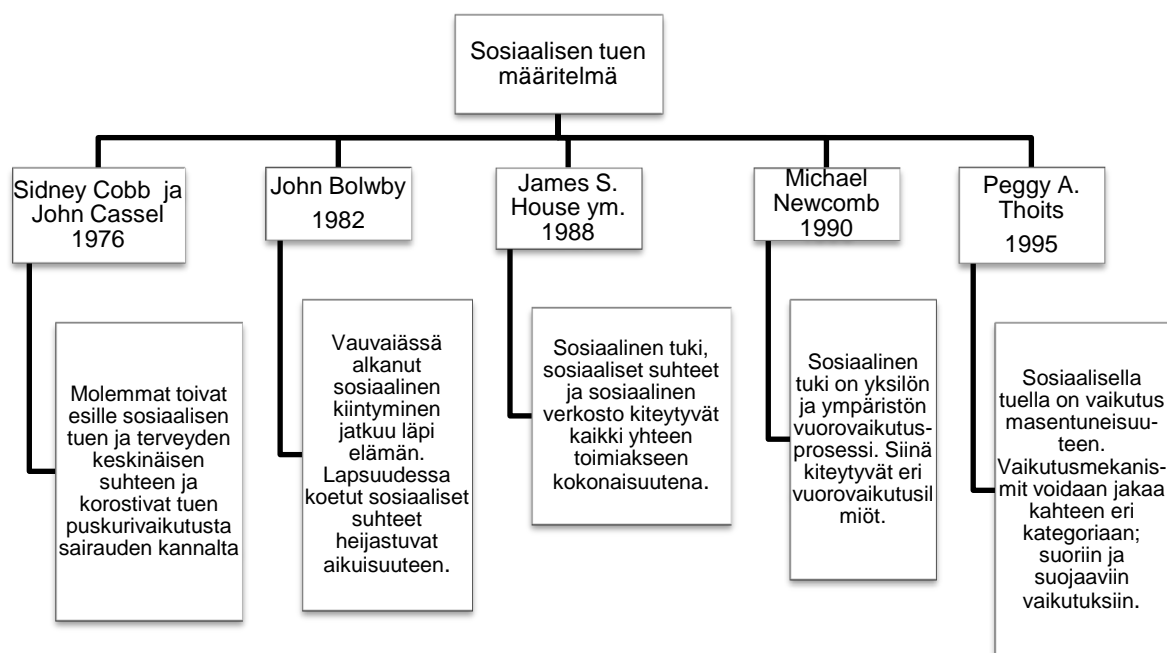 Sosiaalisen tuen
määritelmä
Sidney Cobb ja
John Cassel
1976
John Bolwby
1982
James S.
House ym.
1988
Michael
Newcomb
1990
Peggy A.
Thoits
1995
Molemmat toivat
esille sosiaalisen
tuen ja terveyden
keskinäisen
suhteen ja
korostivat tuen
puskurivaikutusta
sairauden kannalta
Vauvaiässä
alkanut
sosiaalinen
kiintyminen
jatkuu läpi
elämän.
Lapsuudessa
koetut sosiaaliset
suhteet
heijastuvat
aikuisuuteen.
Sosiaalinen tuki,
sosiaaliset suhteet
ja sosiaalinen
verkosto kiteytyvät
kaikki yhteen
toimiakseen
kokonaisuutena.
Sosiaalinen
tuki on yksilön
ja ympäristön
vuorovaikutus-
prosessi. Siinä
kiteytyvät eri
vuorovaikutusil
miöt.
Sosiaalisella
tuella on vaikutus
masentuneisuu-
teen.
Vaikutusmekanis-
mit voidaan jakaa
kahteen eri
kategoriaan;
suoriin ja
suojaaviin
vaikutuksiin.